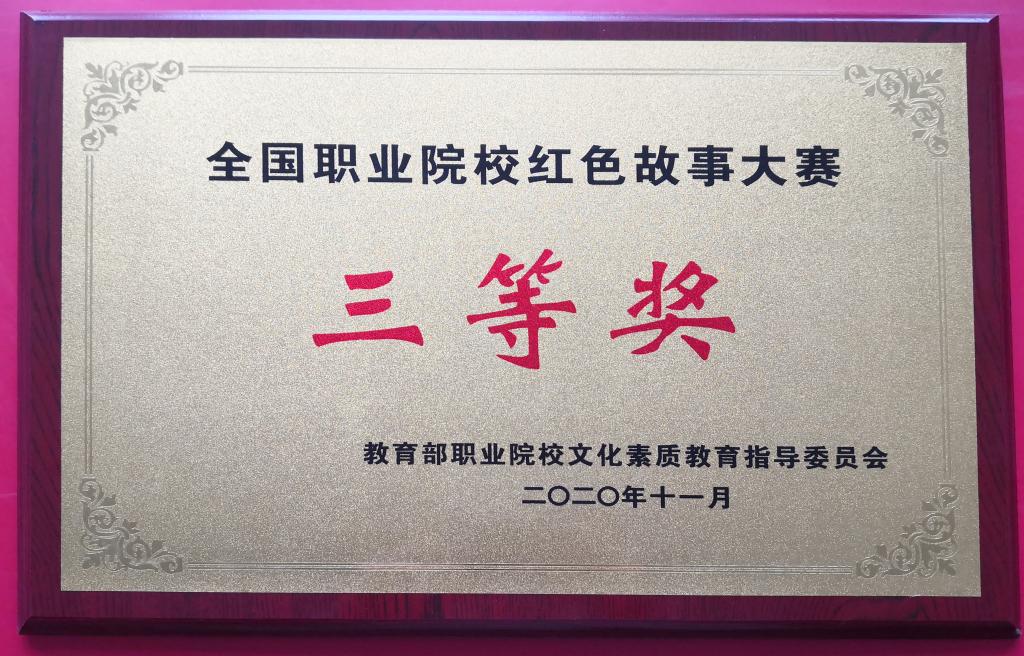 全国职业院校红色故事大赛
三等奖
教育部职业院校文化素质教育指导委员会
二〇二〇年十一月